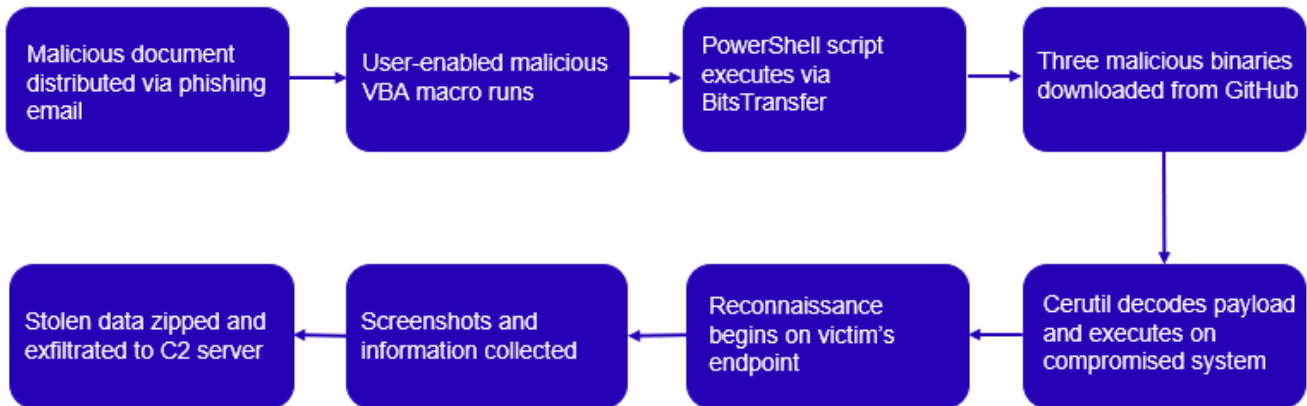 Malicious document
distributed via phishing
email
User-enabled malicious
VBA macro runs
PowerShell script
executes via
BitsTransfer
Three malicious binaries
downloaded from GitHub
Cerutil decodes payload
and executes on
compromised system
Reconnaissance
begins on victim's
endpoint
Screenshots and
information collected
Stolen data zipped and
exfiltrated to C2 server